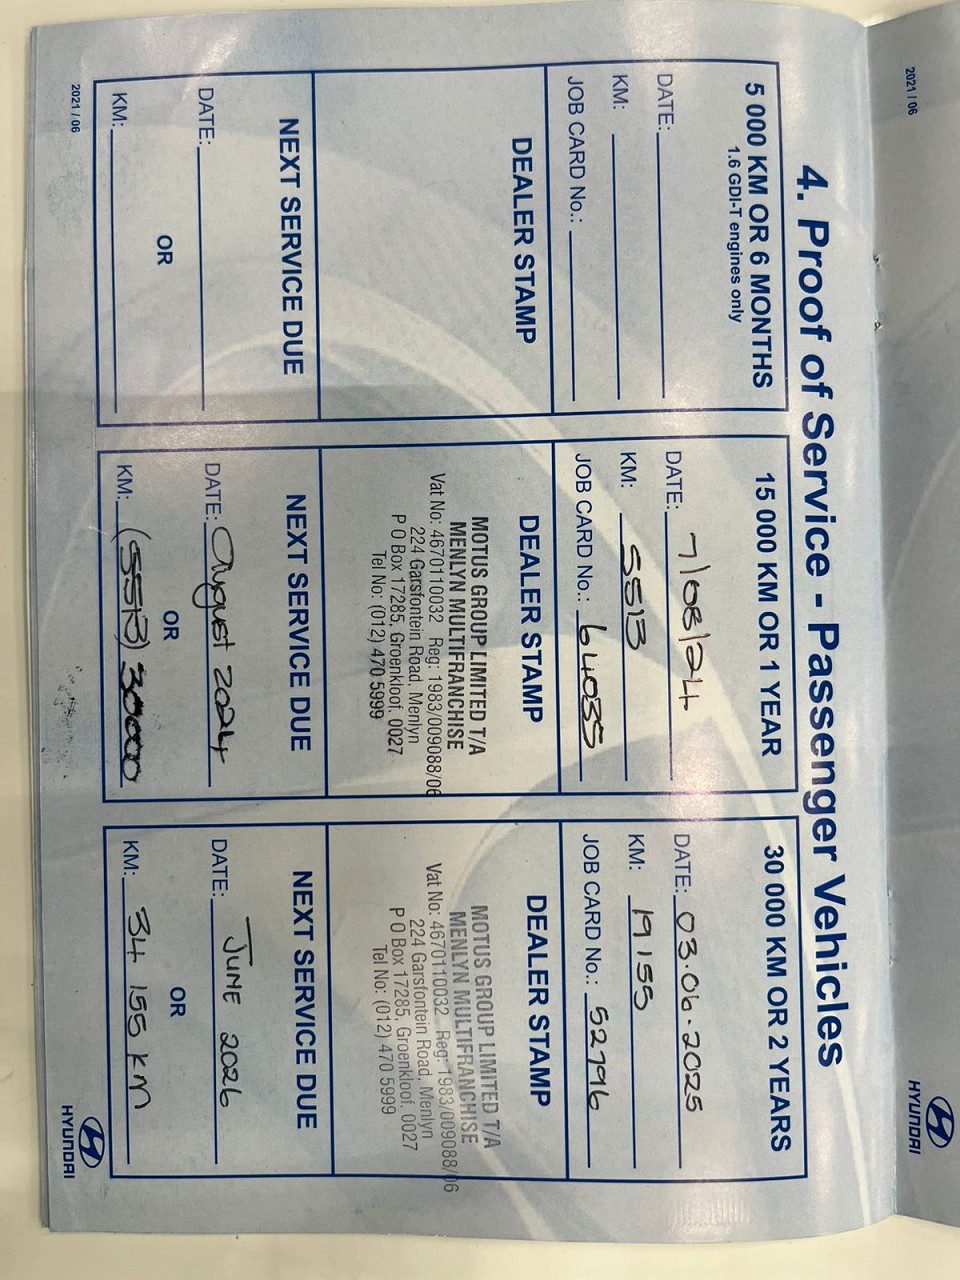 4. Proof of Service - Passenger Vehicles
5 000 KM OR 6 MONTHS
1.6 GDI-T engines only
DATE:
KM:
JOB CARD No.:
DEALER STAMP
NEXT SERVICE DUE
DATE:
OR
KM:
2021 / 06
15 000 KM OR 1 YEAR
DATE: 7/08/24
KM: 5513
JOB CARD No.: 64035
DEALER STAMP
MOTUS GROUP LIMITED T/A
MENLYN MULTIFRANCHISE
Vat No: 4670110032 Reg: 1983/009088/06
224 Garsfontein Road, Menlyn
P O Box 17285, Groenkloof, 0027
Tel No: (012) 470 5999
NEXT SERVICE DUE
DATE: August 2024
OR
KM: (5513) 30000
30 000 KM OR 2 YEARS
DATE: 03.06.2025
KM: 19 155
JOB CARD No.: 52796
DEALER STAMP
MOTUS GROUP LIMITED T/A
MENLYN MULTIFRANCHISE
Vat No: 4670110032 Reg: 1983/009088/06
224 Garsfontein Road, Menlyn
P O Box 17285, Groenkloof, 0027
Tel No: (012) 470 5999
NEXT SERVICE DUE
DATE: JUNE 2026
OR
KM: 34 155 KM
HYUNDAI
2021 / 06
HYUNDAI